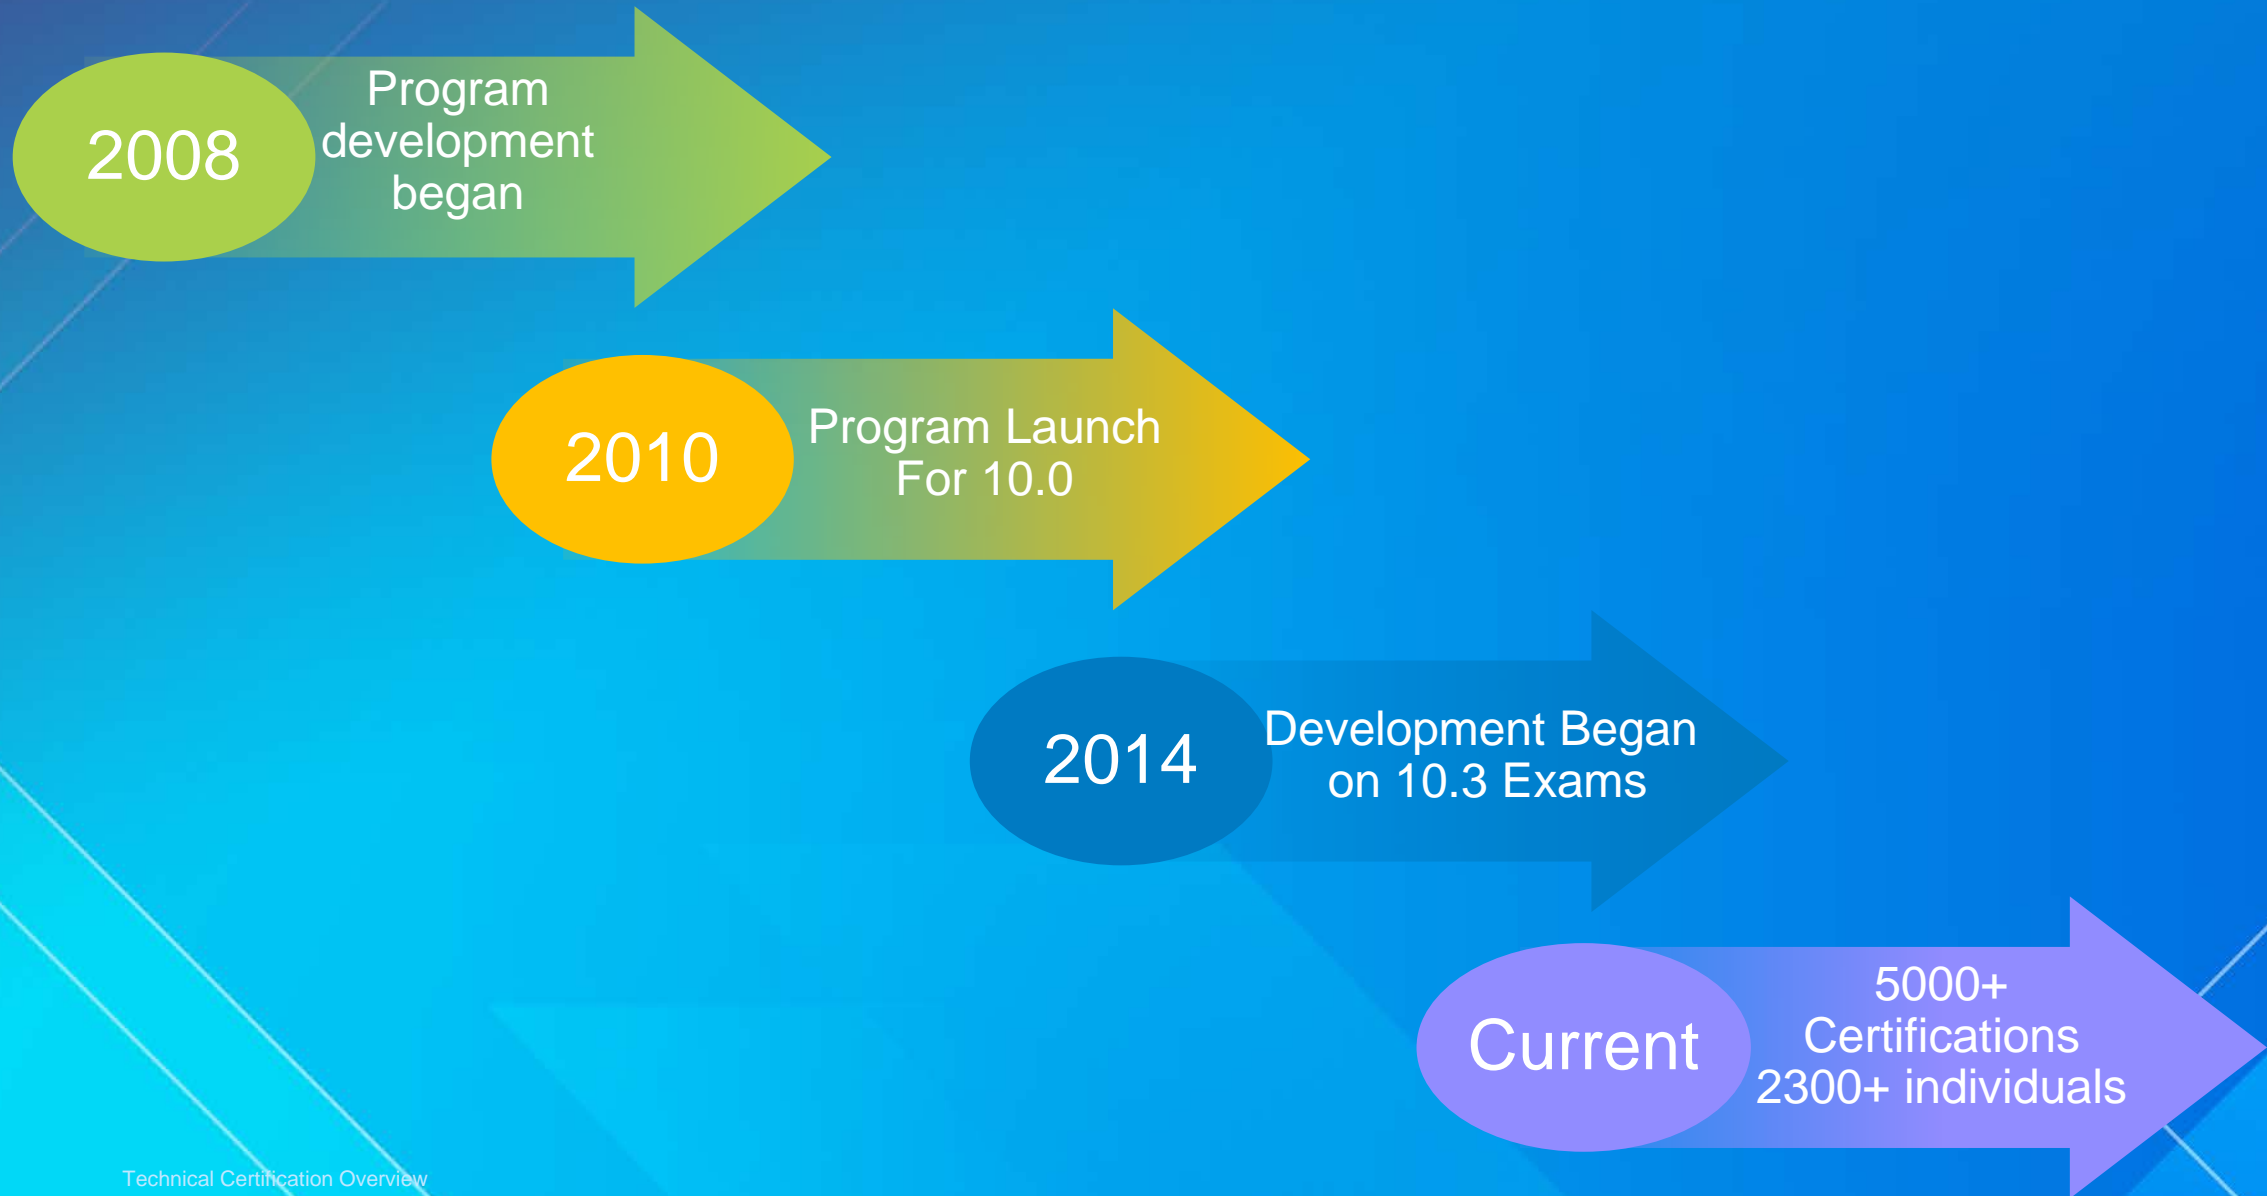 2008
Program
development
began
2010
Program Launch
For 10.0
2014
Development Began
on 10.3 Exams
Current
5000+
Certifications
2300+ individuals
Technical Certification Overview